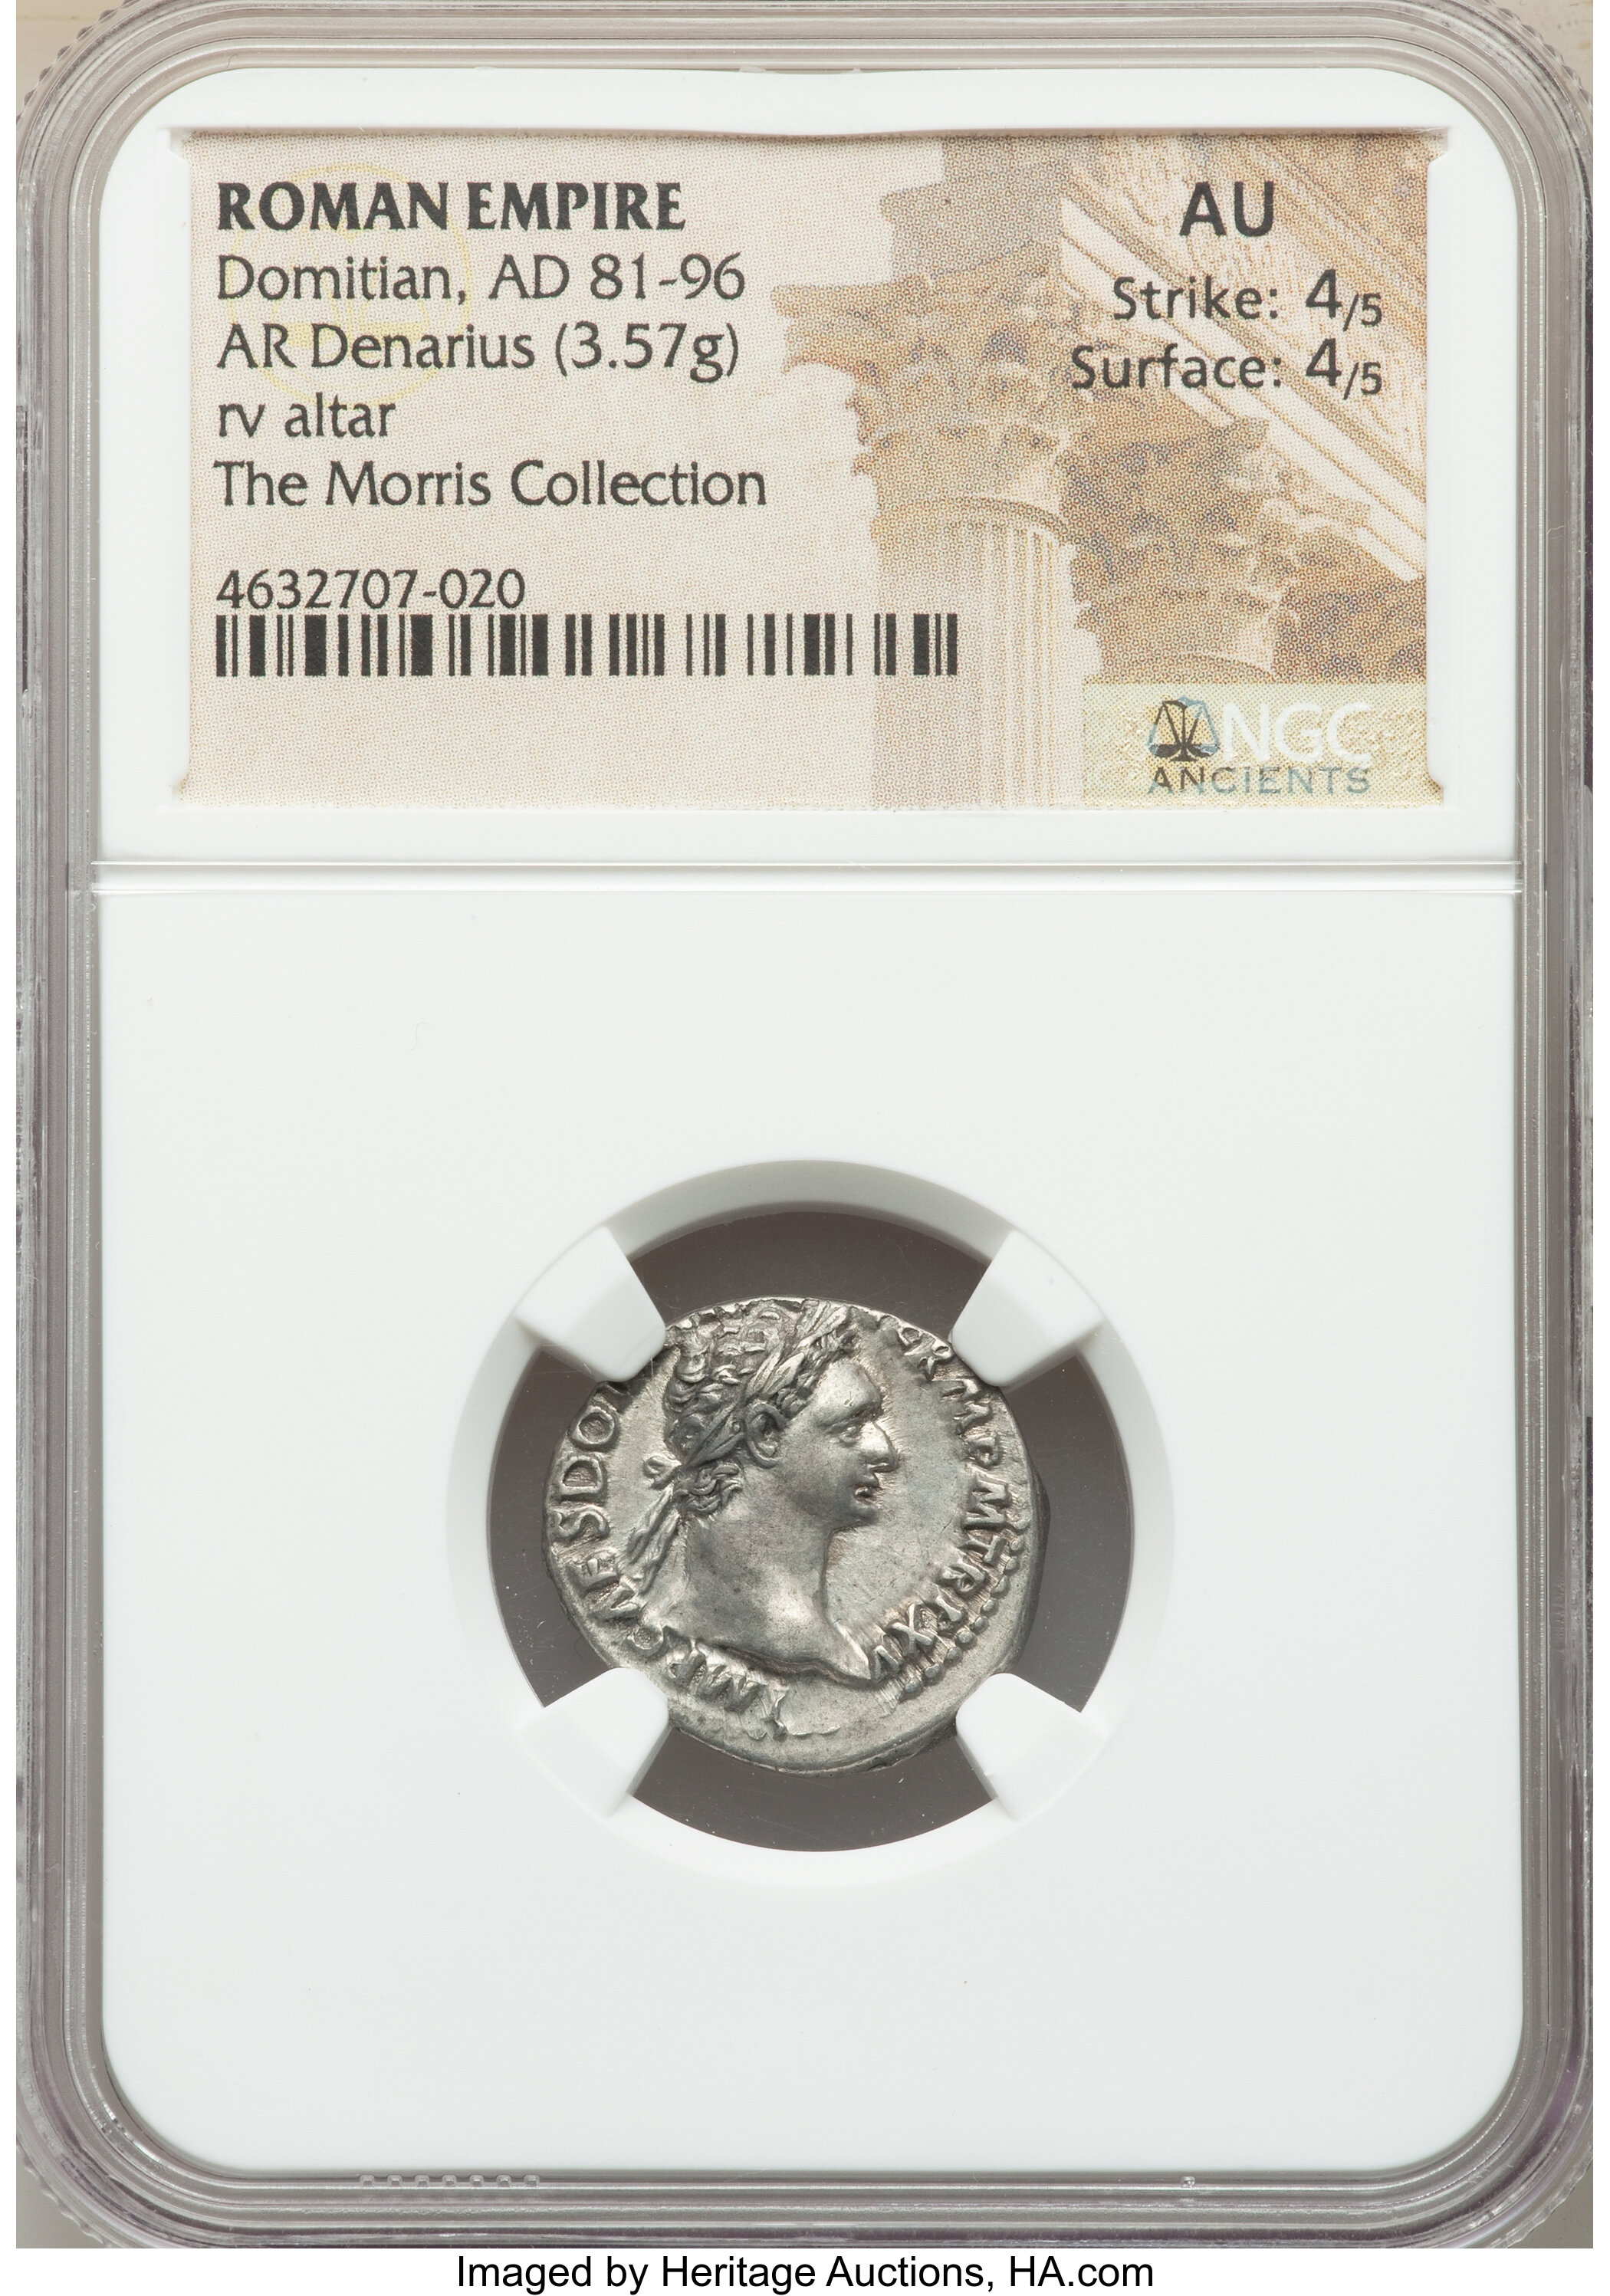 ROMAN EMPIRE
Domitian, AD 81-96
AR Denarius (3.57g)
rv altar
The Morris Collection
4632707-020
AU
Strike: 4/5
Surface: 4/5
NGC
ANCIENTS
IMP CAES DO
GERM P M TR P XV
Imaged by Heritage Auctions, HA.com